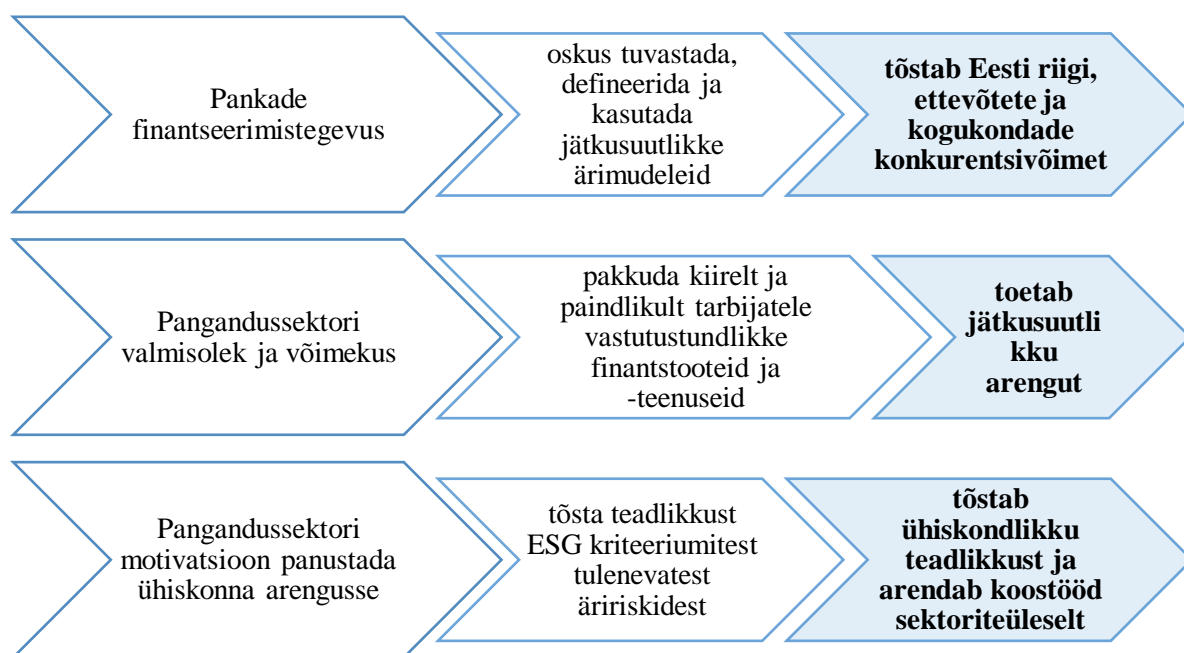 Pankade
finantseerimistegevus
oskus tuvastada,
defineerida ja
kasutada
jätkusuutlikke
ärimudeleid
tõstab Eesti riigi,
ettevõtete ja
kogukondade
konkurentsivõimet
Pangandussektori
valmisolek ja võimekus
pakkuda kiirelt ja
paindlikult tarbijatele
vastutustundlikke
finantstooteid ja
-teenuseid
toetab
jätkusuutli
kku
arengut
Pangandussektori
motivatsioon panustada
ühiskonna arengusse
tõsta teadlikkust
ESG kriteeriumitest
tulenevatest
äririskidest
tõstab
ühiskondlikku
teadlikkust ja
arendab koostööd
sektoriteüleselt